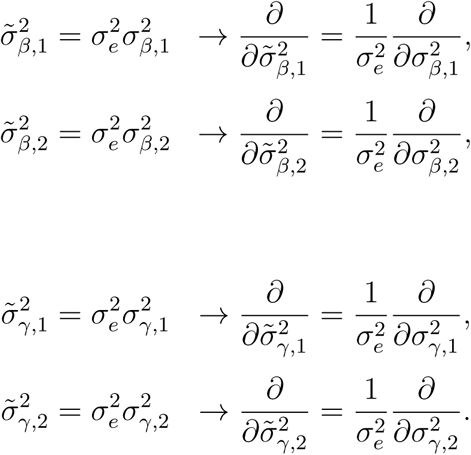 σ̃²_{β,1} = σ²_e σ²_{β,1} → ∂/∂σ̃²_{β,1} = 1/σ²_e ∂/∂σ²_{β,1},
σ̃²_{β,2} = σ²_e σ²_{β,2} → ∂/∂σ̃²_{β,2} = 1/σ²_e ∂/∂σ²_{β,2},
σ̃²_{γ,1} = σ²_e σ²_{γ,1} → ∂/∂σ̃²_{γ,1} = 1/σ²_e ∂/∂σ²_{γ,1},
σ̃²_{γ,2} = σ²_e σ²_{γ,2} → ∂/∂σ̃²_{γ,2} = 1/σ²_e ∂/∂σ²_{γ,2}.